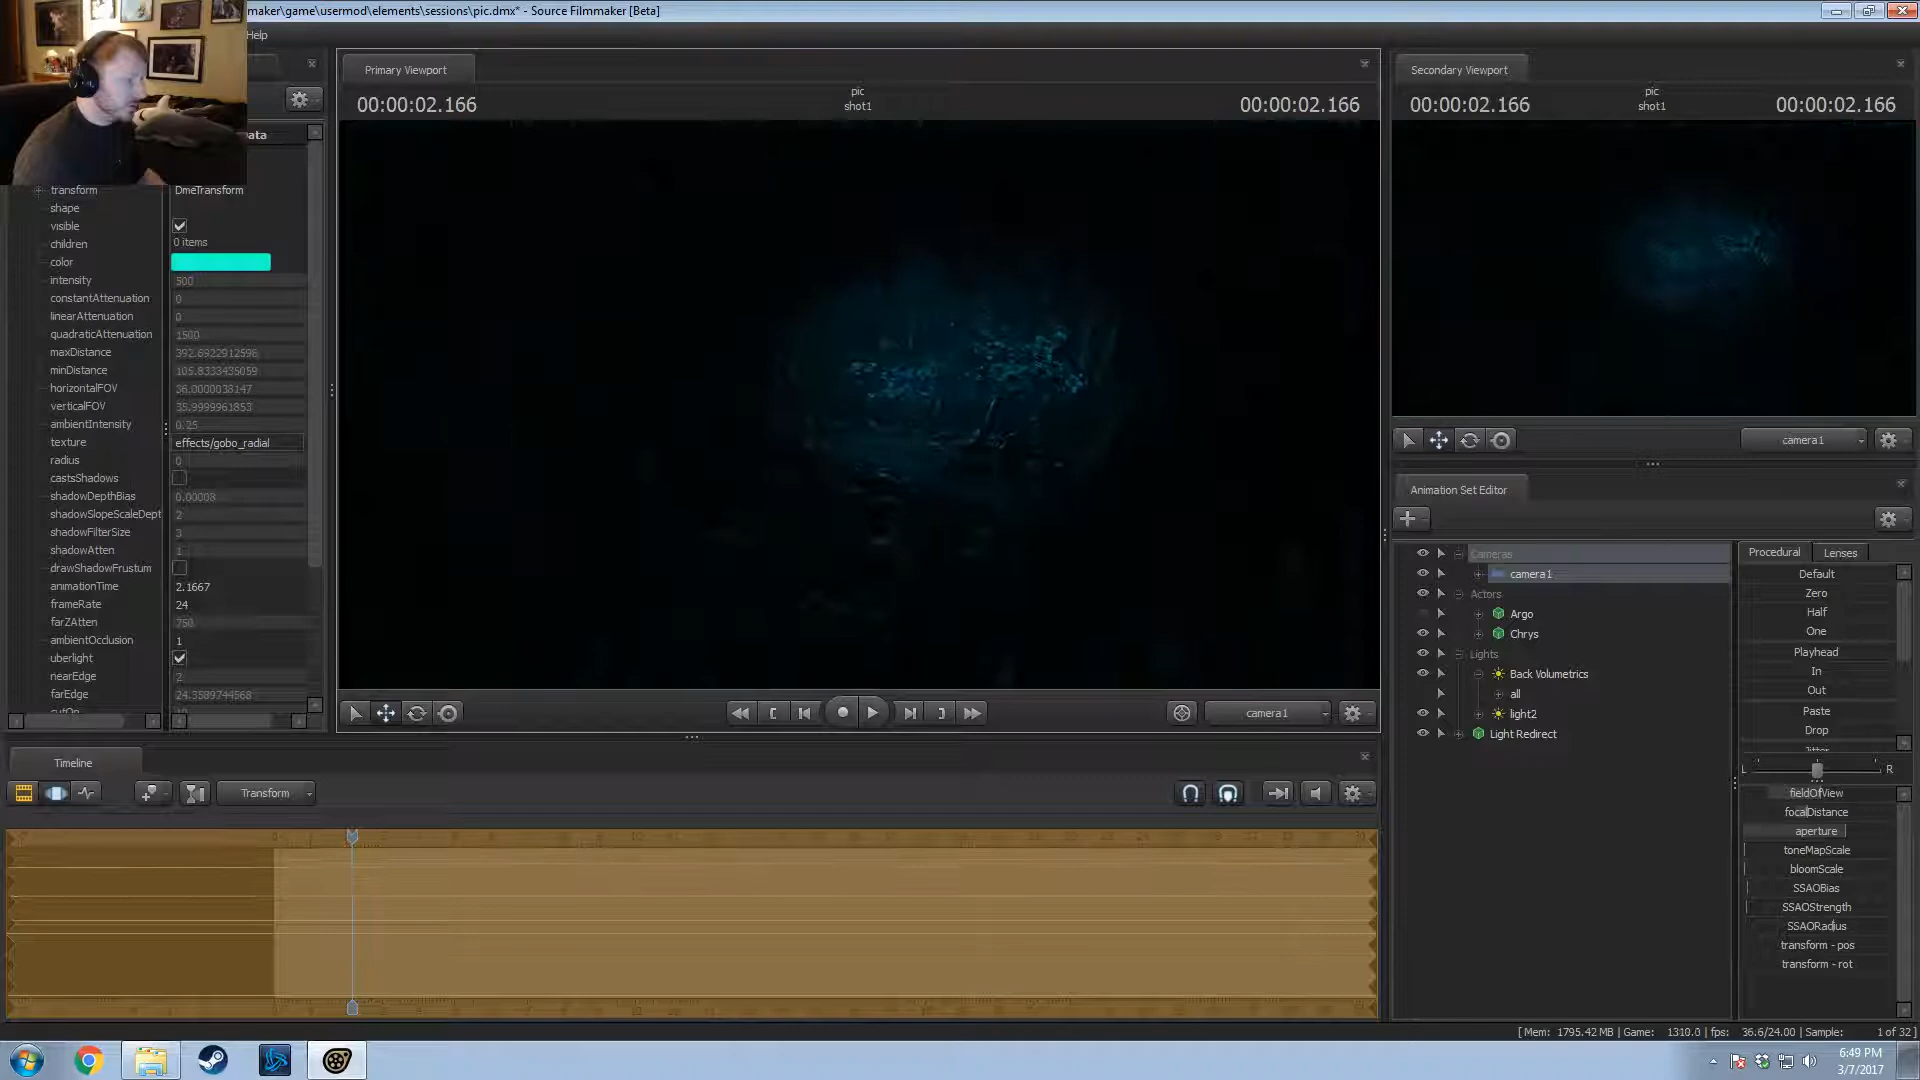 maker\game\usermod\elements\sessions\pic.dmx* - Source Filmmaker [Beta]
Help
Primary Viewport
00:00:02.166
pic
shot1
00:00:02.166
Secondary Viewport
00:00:02.166
pic
shot1
00:00:02.166
ata
transform DmeTransform
shape
visible
children 0 items
color
intensity 500
constantAttenuation 0
linearAttenuation 0
quadraticAttenuation 1500
maxDistance 392.6922912598
minDistance 105.8333435059
horizontalFOV 36.0000038147
verticalFOV 35.9999961853
ambientIntensity 0.25
texture effects/gobo_radial
radius 0
castsShadows
shadowDepthBias 0.00008
shadowSlopeScaleDept 2
shadowFilterSize 3
shadowAtten 1
drawShadowFrustum
animationTime 2.1667
frameRate 24
farZAtten 750
ambientOcclusion 1
uberlight
nearEdge 2
farEdge 24.3589744568
camera1
camera1
Animation Set Editor
Cameras
camera1
Actors
Argo
Chrys
Lights
Back Volumetrics
all
light2
Light Redirect
Procedural Lenses
Default
Zero
Half
One
Playhead
In
Out
Paste
Drop
Jitter
L R
fieldOfView
focalDistance
aperture
toneMapScale
bloomScale
SSAOBias
SSAOStrength
SSAORadius
transform - pos
transform - rot
Timeline
Transform
[ Mem: 1795.42 MB | Game: 1310.0 | fps: 36.6/24.00 | Sample: 1 of 32 ]
6:49 PM
3/7/2017